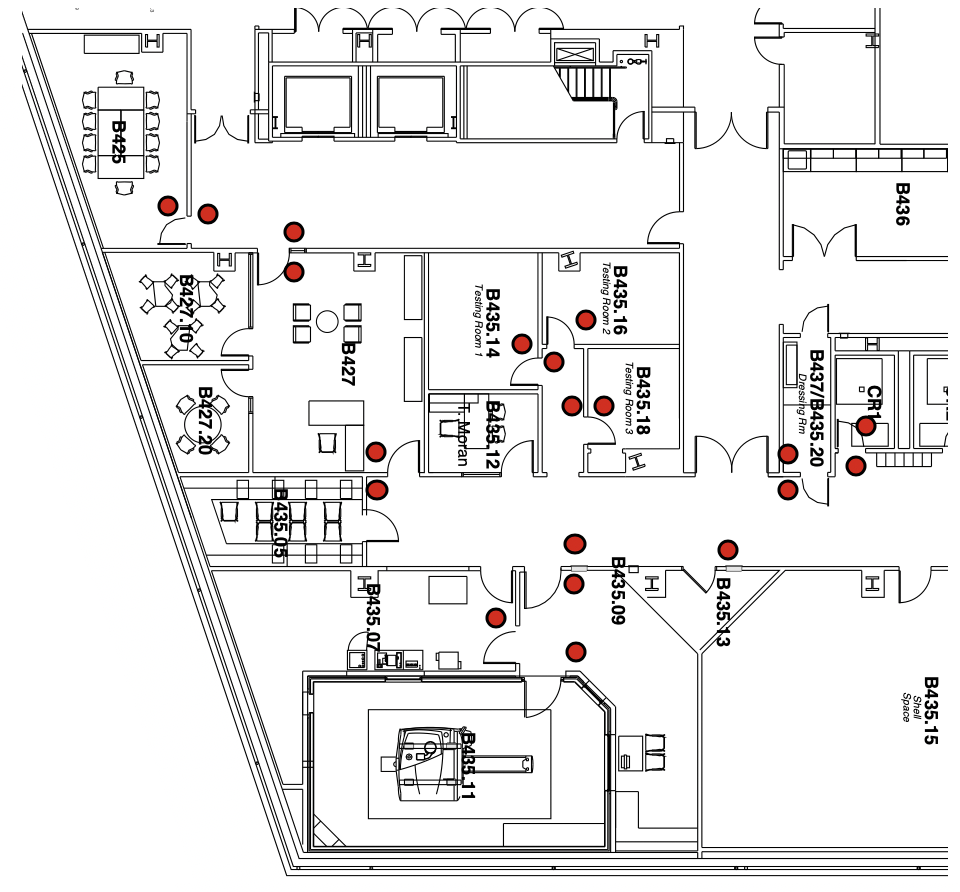 B425
B436
B427.10
B435.14
Testing Room 1
B435.16
Testing Room 2
B427
B435.18
Testing Room 3
B437/B435.20
Dressing Rm
CR1
B427.20
B435.12
T. Moran
B435.05
B435.07
B435.09
B435.13
B435.15
Shell
Space
B435.11